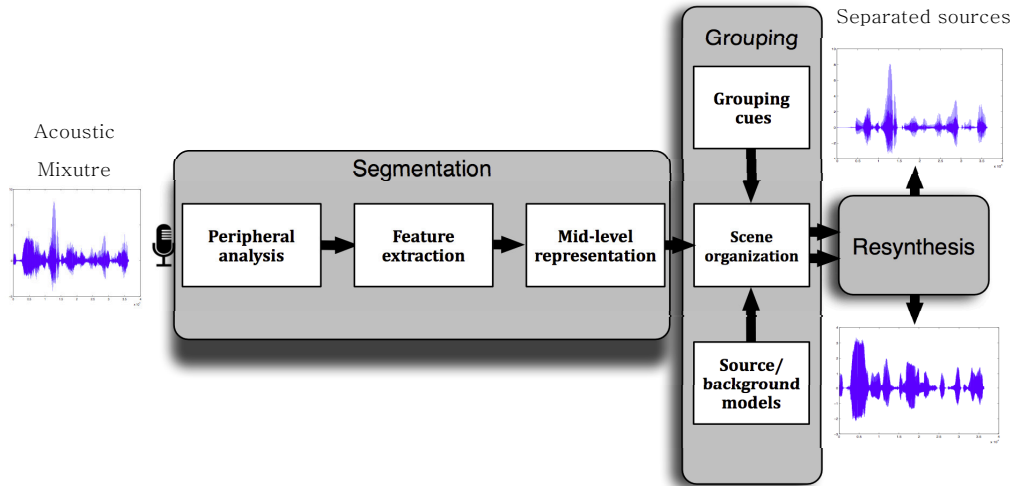 Acoustic
Mixutre
Segmentation
Peripheral
analysis
Feature
extraction
Mid-level
representation
Grouping
Grouping
cues
Scene
organization
Source/
background
models
Separated sources
Resynthesis